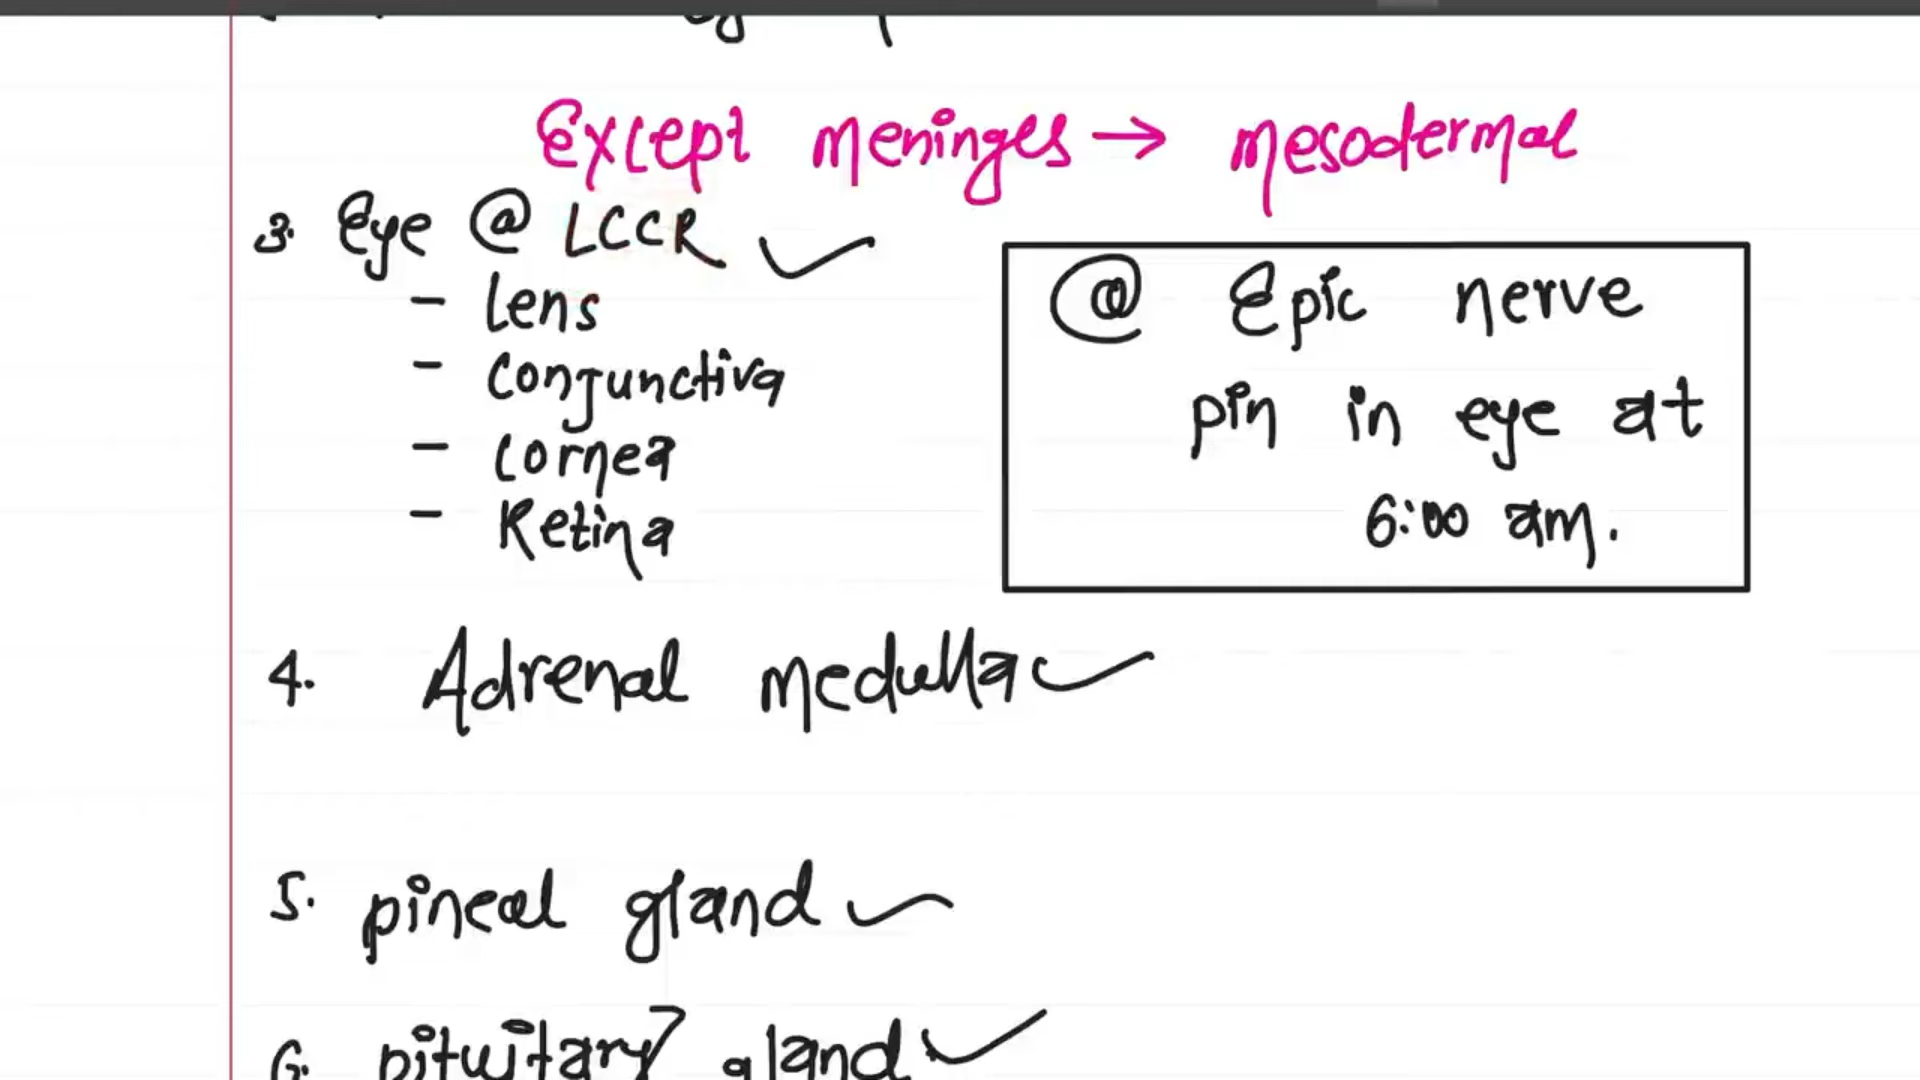 Except meninges → mesodermal
3. Eye @ LCCR ✓
- Lens
- Conjunctiva
- Cornea
- Retina
@ Epic nerve
pin in eye at
6:00 am.
4. Adrenal medulla ✓
5. pineal gland ✓
6. pituitary gland ✓